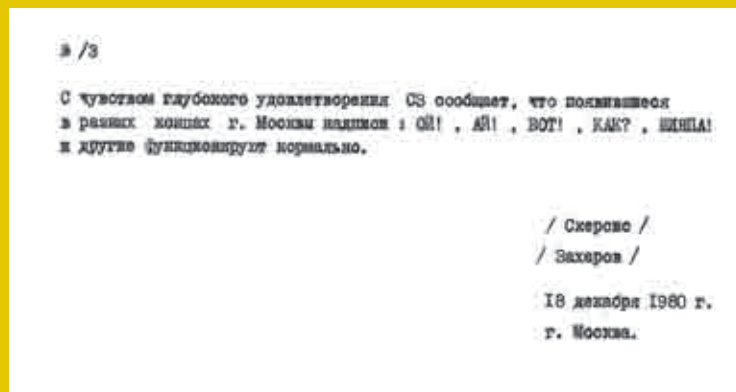 в /3
С чувством глубокого удовлетворения СЗ сообщает, что появившиеся
в разных концах г. Москвы надписи : ОЙ! , АЙ! , ВОТ! , КАК? ,
и другие функционируют нормально.
/ Скерсис /
/ Захаров /
18 декабря 1980 г.
г. Москва.